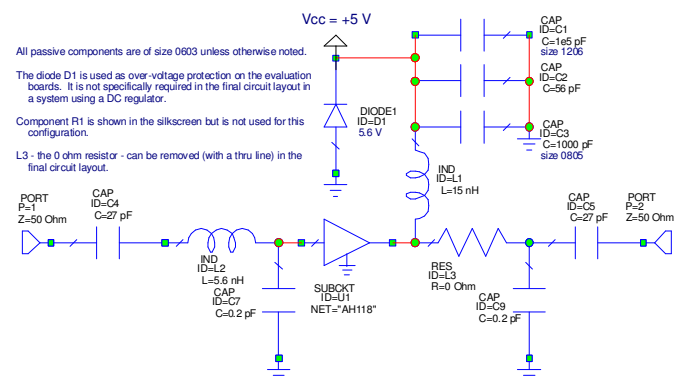 Vcc = +5 V
All passive components are of size 0603 unless otherwise noted.
The diode D1 is used as over-voltage protection on the evaluation
boards. It is not specifically required in the final circuit layout in
a system using a DC regulator.
Component R1 is shown in the silkscreen but is not used for this
configuration.
L3 - the 0 ohm resistor - can be removed (with a thru line) in the
final circuit layout.
CAP
ID=C1
C=1e5 pF
size 1206
CAP
ID=C2
C=56 pF
CAP
ID=C3
C=1000 pF
size 0805
DIODE1
ID=D1
5.6 V
IND
ID=L1
L=15 nH
PORT
P=1
Z=50 Ohm
CAP
ID=C4
C=27 pF
IND
ID=L2
L=5.6 nH
CAP
ID=C7
C=0.2 pF
SUBCKT
ID=U1
NET="AH118"
RES
ID=L3
R=0 Ohm
CAP
ID=C9
C=0.2 pF
CAP
ID=C5
C=27 pF
PORT
P=2
Z=50 Ohm